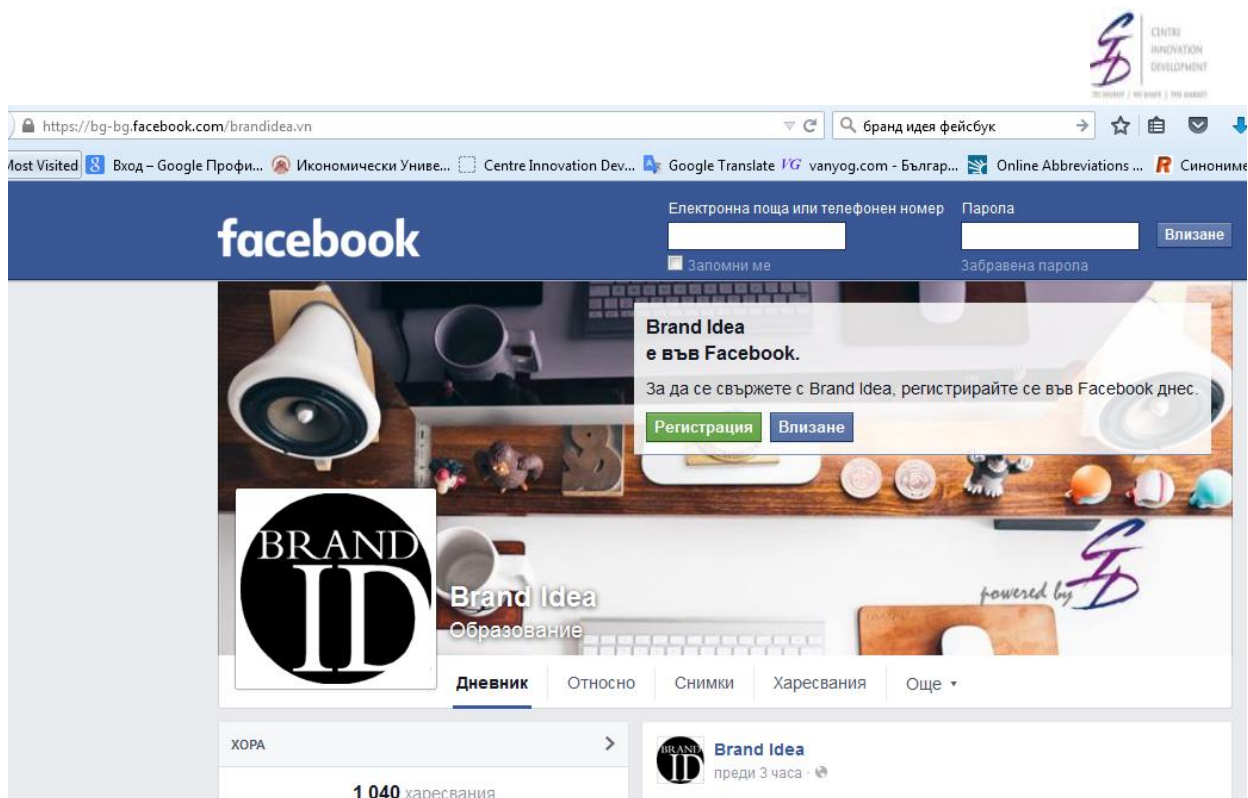 CENTRE
INNOVATION
DEVELOPMENT
https://bg-bg.facebook.com/brandidea.vn
бранд идея фейсбук
Most Visited Вход – Google Профи... Икономически Униве... Centre Innovation Dev... Google Translate VG vanyog.com - Българ... Online Abbreviations ... R Синониме
facebook
Електронна поща или телефонен номер Парола
Влизане
Запомни ме Забравена парола
Brand Idea
е във Facebook.
За да се свържете с Brand Idea, регистрирайте се във Facebook днес.
Регистрация Влизане
BRAND
ID
Brand Idea
Образование
powered by
Дневник Относно Снимки Харесвания Още
ХОРА
1 040 харесвания
BRAND
ID
Brand Idea
преди 3 часа ·